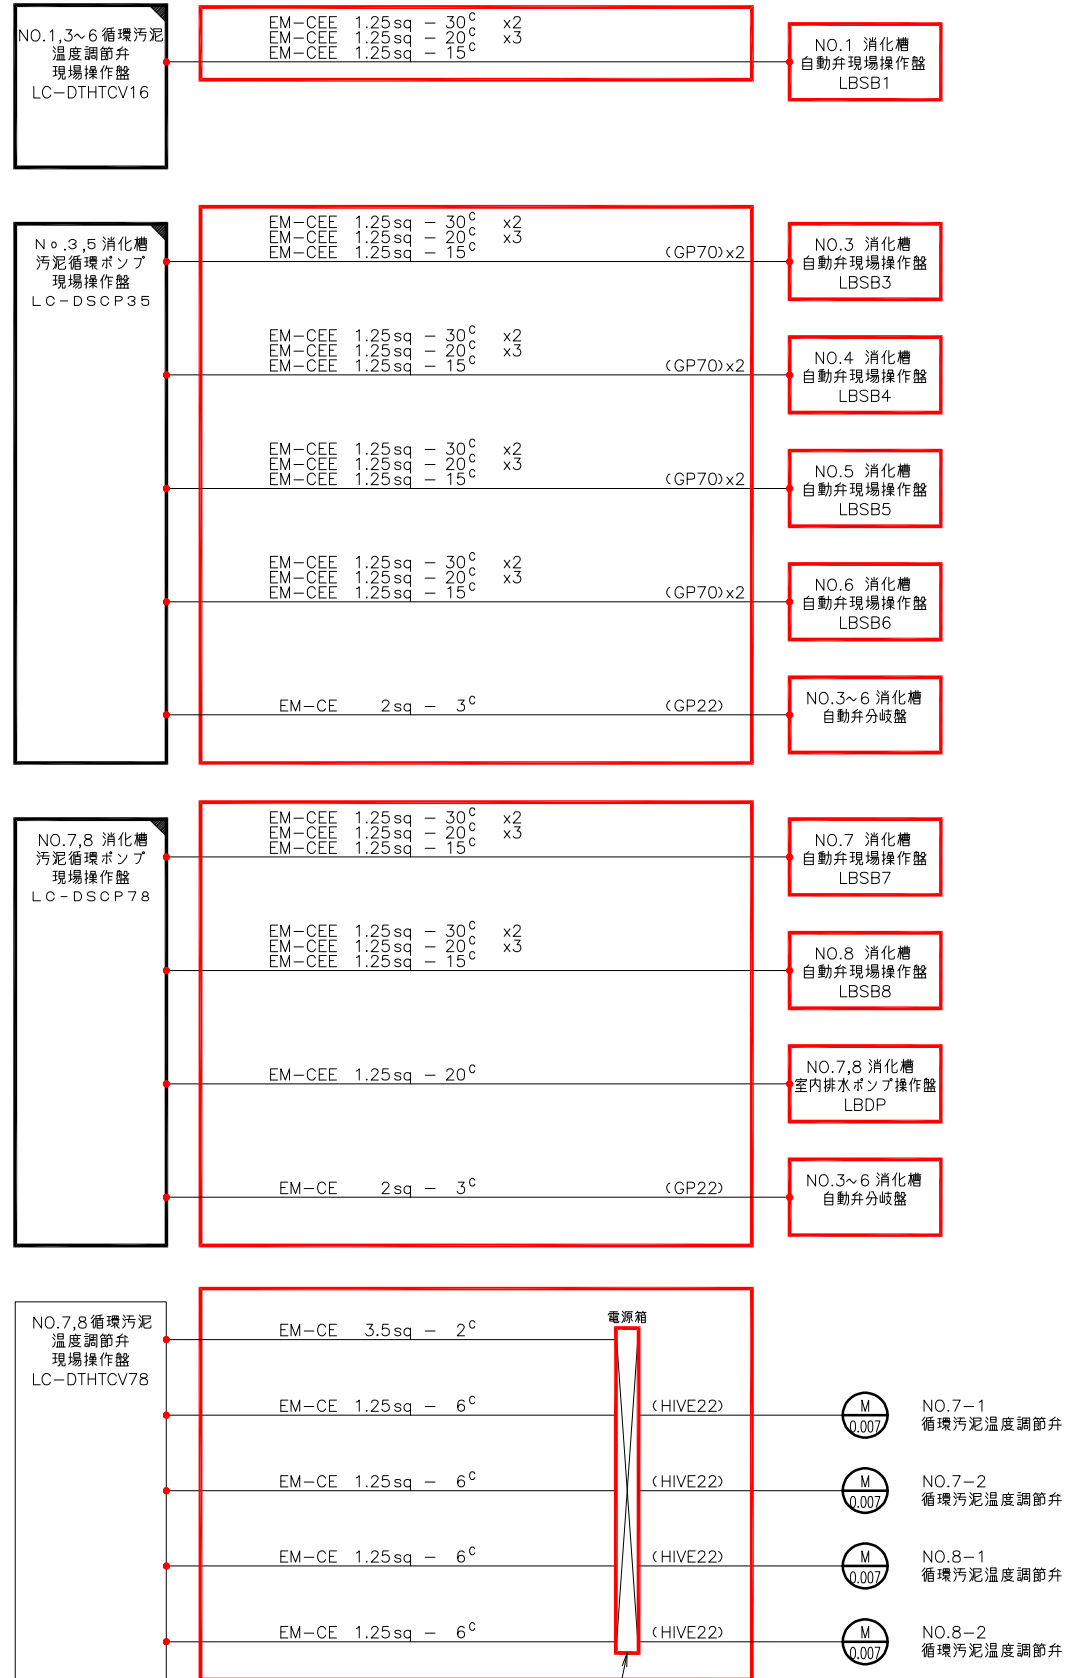 NO.1,3~6循環汚泥
温度調節弁
現場操作盤
LC-DTHTCV16
EM-CEE 1.25sq - 30C x2
EM-CEE 1.25sq - 20C x3
EM-CEE 1.25sq - 15C
NO.1 消化槽
自動弁現場操作盤
LBSB1
No.3,5消化槽
汚泥循環ポンプ
現場操作盤
LC-DSCP35
EM-CEE 1.25sq - 30C x2
EM-CEE 1.25sq - 20C x3
EM-CEE 1.25sq - 15C (GP70)x2
NO.3 消化槽
自動弁現場操作盤
LBSB3
EM-CEE 1.25sq - 30C x2
EM-CEE 1.25sq - 20C x3
EM-CEE 1.25sq - 15C (GP70)x2
NO.4 消化槽
自動弁現場操作盤
LBSB4
EM-CEE 1.25sq - 30C x2
EM-CEE 1.25sq - 20C x3
EM-CEE 1.25sq - 15C (GP70)x2
NO.5 消化槽
自動弁現場操作盤
LBSB5
EM-CEE 1.25sq - 30C x2
EM-CEE 1.25sq - 20C x3
EM-CEE 1.25sq - 15C (GP70)x2
NO.6 消化槽
自動弁現場操作盤
LBSB6
EM-CE 2sq - 3C (GP22)
NO.3~6消化槽
自動弁分岐盤
NO.7,8 消化槽
汚泥循環ポンプ
現場操作盤
LC-DSCP78
EM-CEE 1.25sq - 30C x2
EM-CEE 1.25sq - 20C x3
EM-CEE 1.25sq - 15C
NO.7 消化槽
自動弁現場操作盤
LBSB7
EM-CEE 1.25sq - 30C x2
EM-CEE 1.25sq - 20C x3
EM-CEE 1.25sq - 15C
NO.8 消化槽
自動弁現場操作盤
LBSB8
EM-CEE 1.25sq - 20C
NO.7,8 消化槽
室内排水ポンプ操作盤
LBDP
EM-CE 2sq - 3C (GP22)
NO.3~6消化槽
自動弁分岐盤
NO.7,8循環汚泥
温度調節弁
現場操作盤
LC-DTHTCV78
電源箱
EM-CE 3.5sq - 2C
EM-CE 1.25sq - 6C (HIVE22)
M
0.007
NO.7-1
循環汚泥温度調節弁
EM-CE 1.25sq - 6C (HIVE22)
M
0.007
NO.7-2
循環汚泥温度調節弁
EM-CE 1.25sq - 6C (HIVE22)
M
0.007
NO.8-1
循環汚泥温度調節弁
EM-CE 1.25sq - 6C (HIVE22)
M
0.007
NO.8-2
循環汚泥温度調節弁